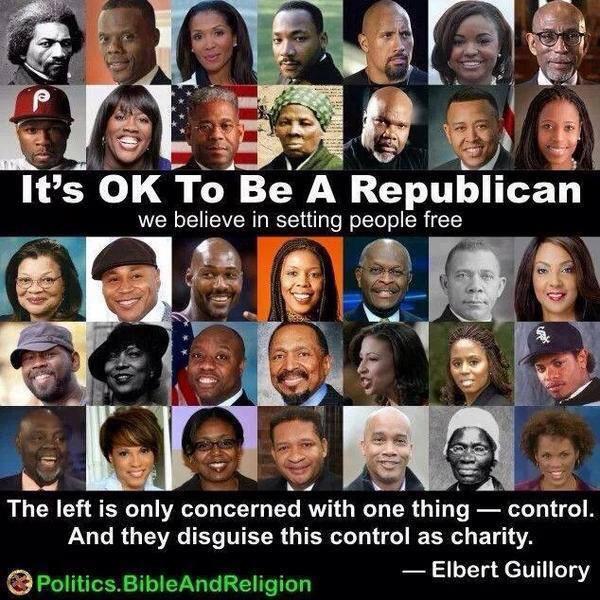 P
It's OK To Be A Republican
we believe in setting people free
The left is only concerned with one thing — control.
And they disguise this control as charity.
— Elbert Guillory
Politics.BibleAndReligion